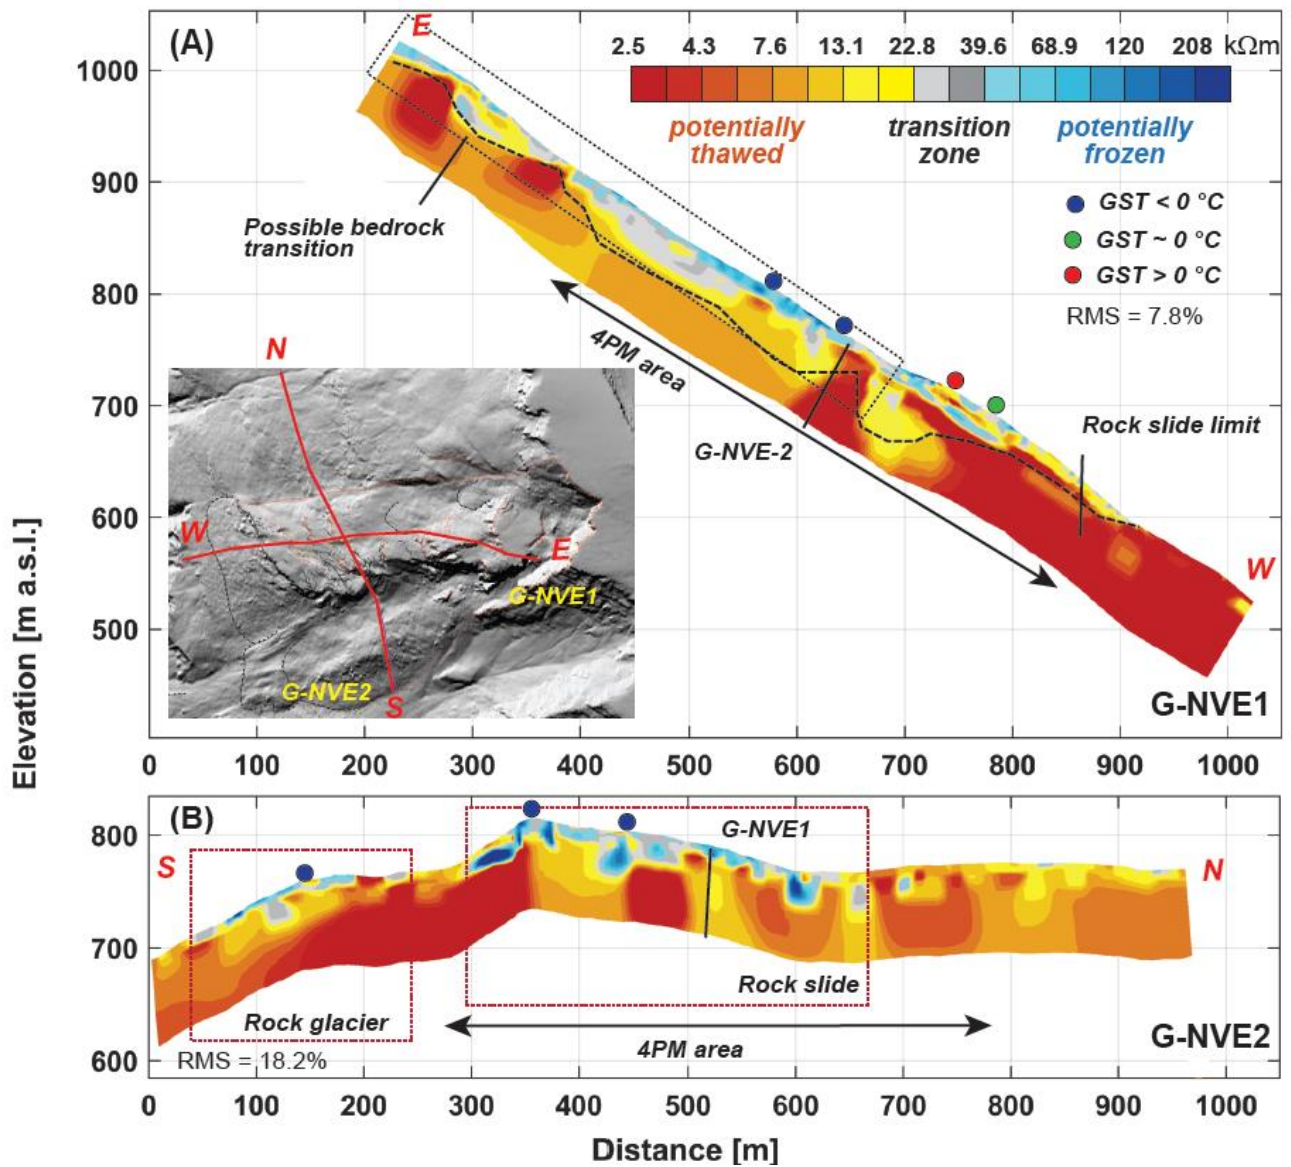 (A)
E
2.5 4.3 7.6 13.1 22.8 39.6 68.9 120 208 kΩm
potentially
thawed
transition
zone
potentially
frozen
GST < 0 °C
GST ~ 0 °C
GST > 0 °C
RMS = 7.8%
Possible bedrock
transition
4PM area
G-NVE-2
Rock slide limit
W
G-NVE1
N
W
E
G-NVE1
G-NVE2
S
1000
900
800
700
600
500
0 100 200 300 400 500 600 700 800 900 1000
Elevation [m a.s.l.]
(B)
S
G-NVE1
N
Rock slide
Rock glacier
4PM area
G-NVE2
RMS = 18.2%
800
700
600
0 100 200 300 400 500 600 700 800 900 1000
Distance [m]